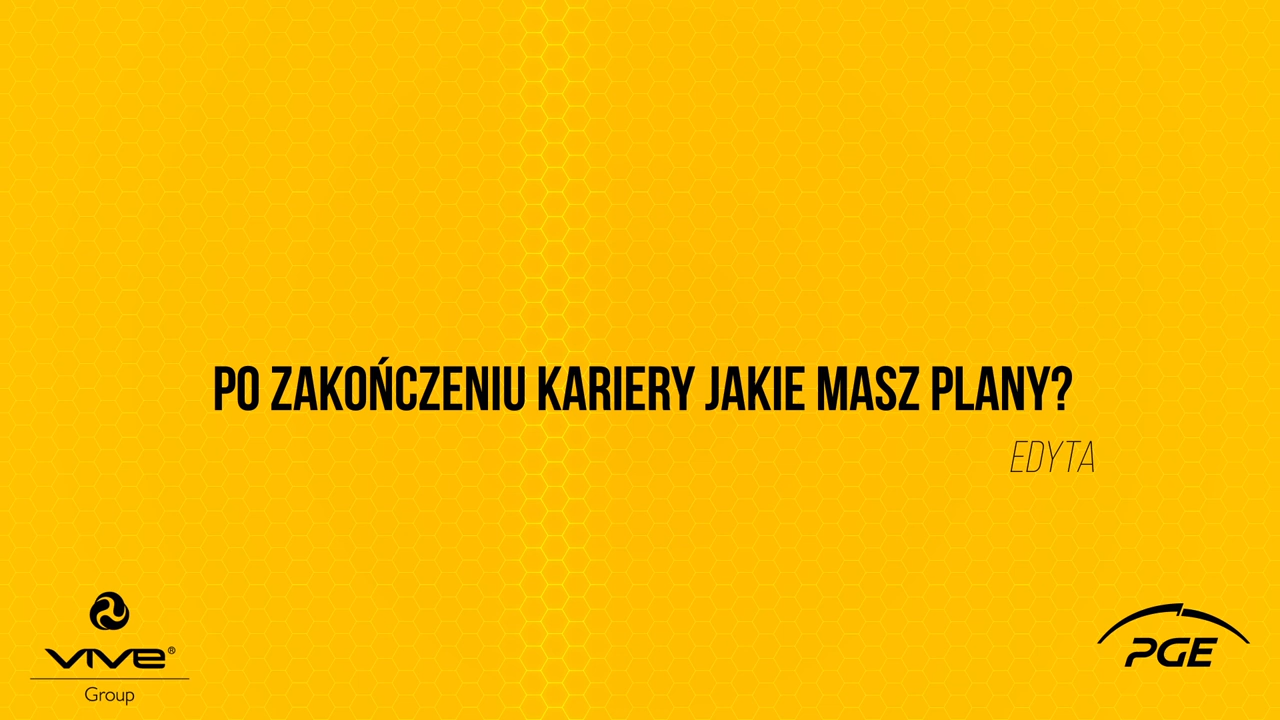 PO ZAKOŃCZENIU KARIERY JAKIE MASZ PLANY?
EDYTA
VIVE®
Group
PGE